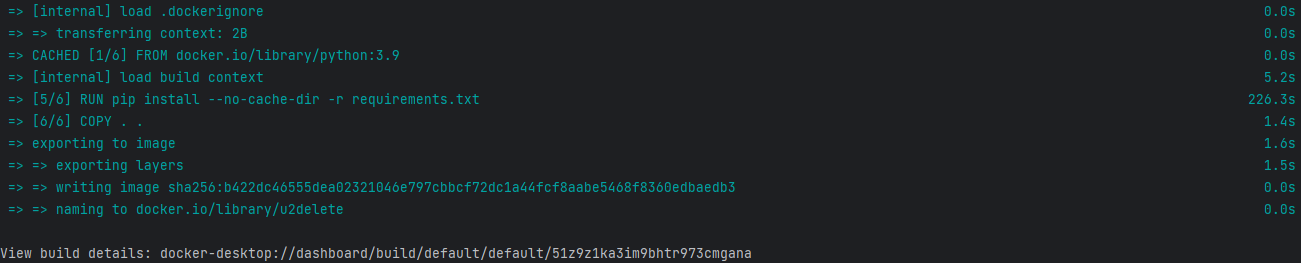 => [internal] load .dockerignore 0.0s
=> => transferring context: 2B 0.0s
=> CACHED [1/6] FROM docker.io/library/python:3.9 0.0s
=> [internal] load build context 5.2s
=> [5/6] RUN pip install --no-cache-dir -r requirements.txt 226.3s
=> [6/6] COPY . . 1.4s
=> exporting to image 1.6s
=> => exporting layers 1.5s
=> => writing image sha256:b422dc46555dea02321046e797cbbcf72dc1a44fcf8aabe5468f8360edbaedb3 0.0s
=> => naming to docker.io/library/u2delete 0.0s
View build details: docker-desktop://dashboard/build/default/default/51z9z1ka3im9bhtr973cmgana